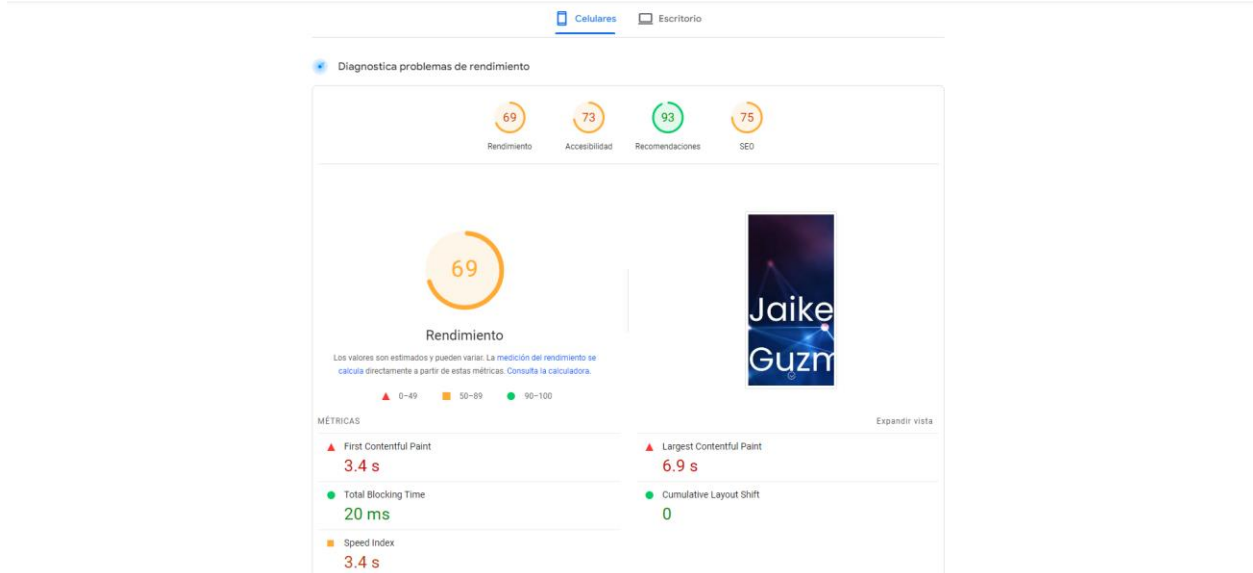 Celulares
Escritorio
Diagnostica problemas de rendimiento
69
73
93
75
Rendimiento
Accesibilidad
Recomendaciones
SEO
69
Rendimiento
Los valores son estimados y pueden variar. La medición del rendimiento se
calcula directamente a partir de estas métricas. Consulta la calculadora.
0–49
50–89
90–100
Jaike
Guzm
MÉTRICAS
Expandir vista
First Contentful Paint
3.4 s
Largest Contentful Paint
6.9 s
Total Blocking Time
20 ms
Cumulative Layout Shift
0
Speed Index
3.4 s